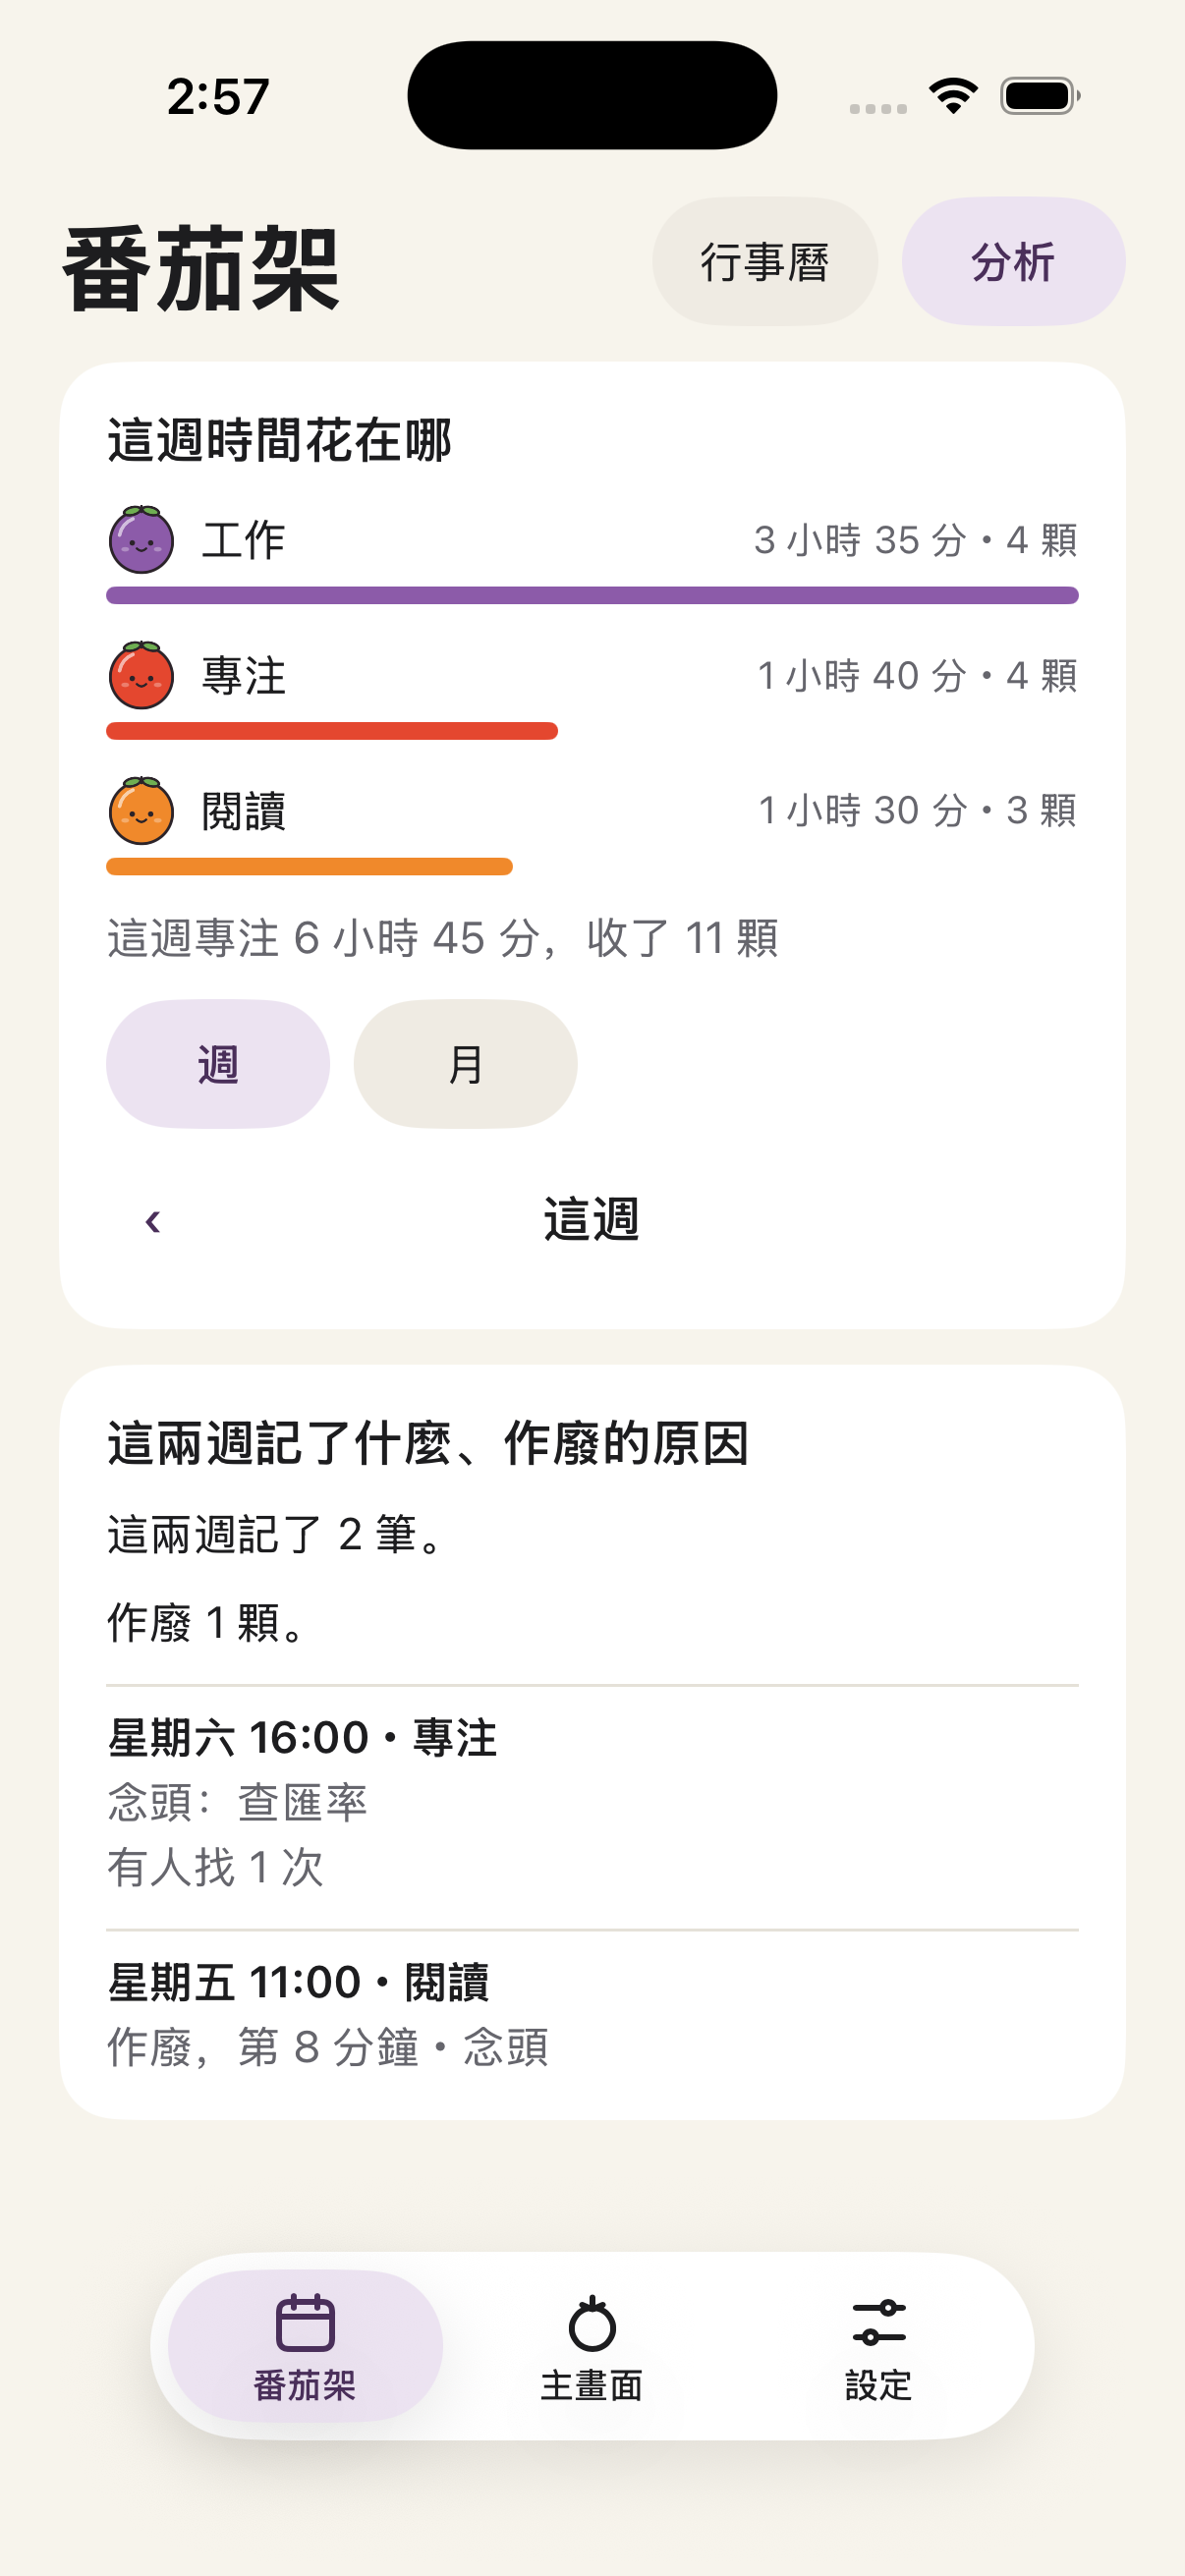 2:57
番茄架
行事曆
分析
這週時間花在哪
工作
3 小時 35 分・4 顆
專注
1 小時 40 分・4 顆
閱讀
1 小時 30 分・3 顆
這週專注 6 小時 45 分，收了 11 顆
週
月
‹
這週
這兩週記了什麼、作廢的原因
這兩週記了 2 筆。
作廢 1 顆。
星期六 16:00・專注
念頭：查匯率
有人找 1 次
星期五 11:00・閱讀
作廢，第 8 分鐘・念頭
番茄架
主畫面
設定